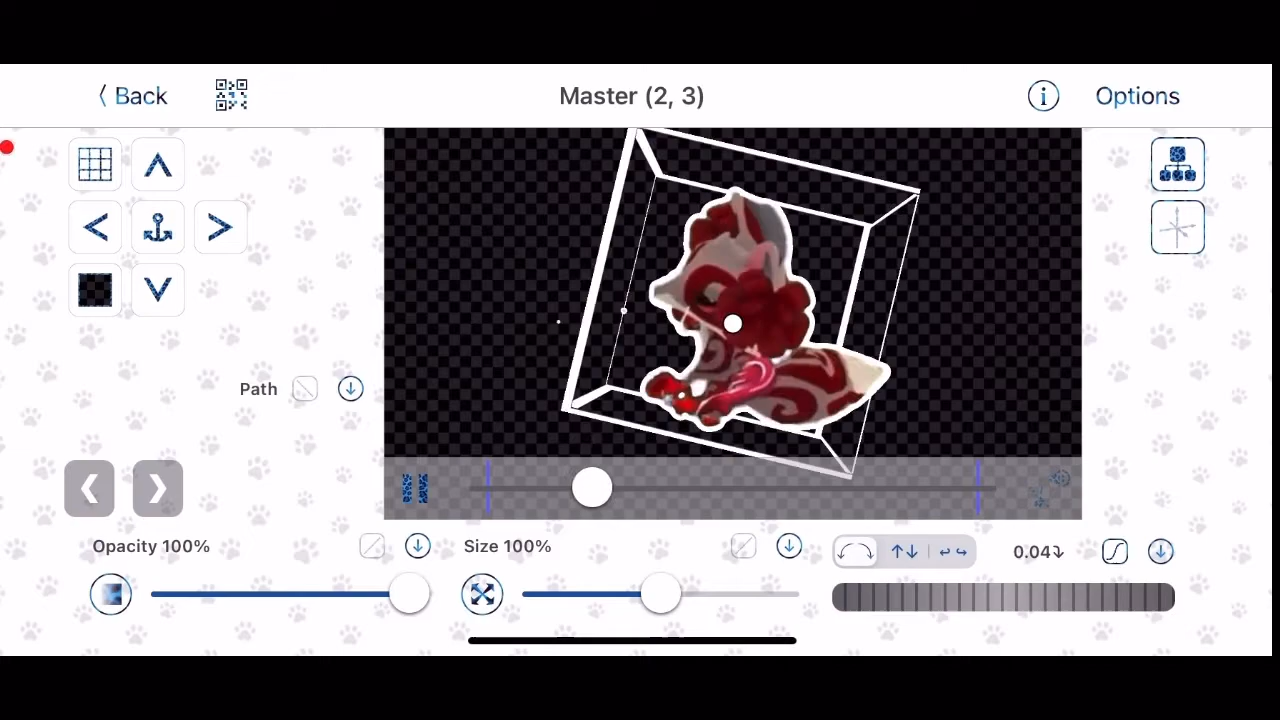 Back
Master (2, 3)
Options
Path
Opacity 100%
Size 100%
0.04